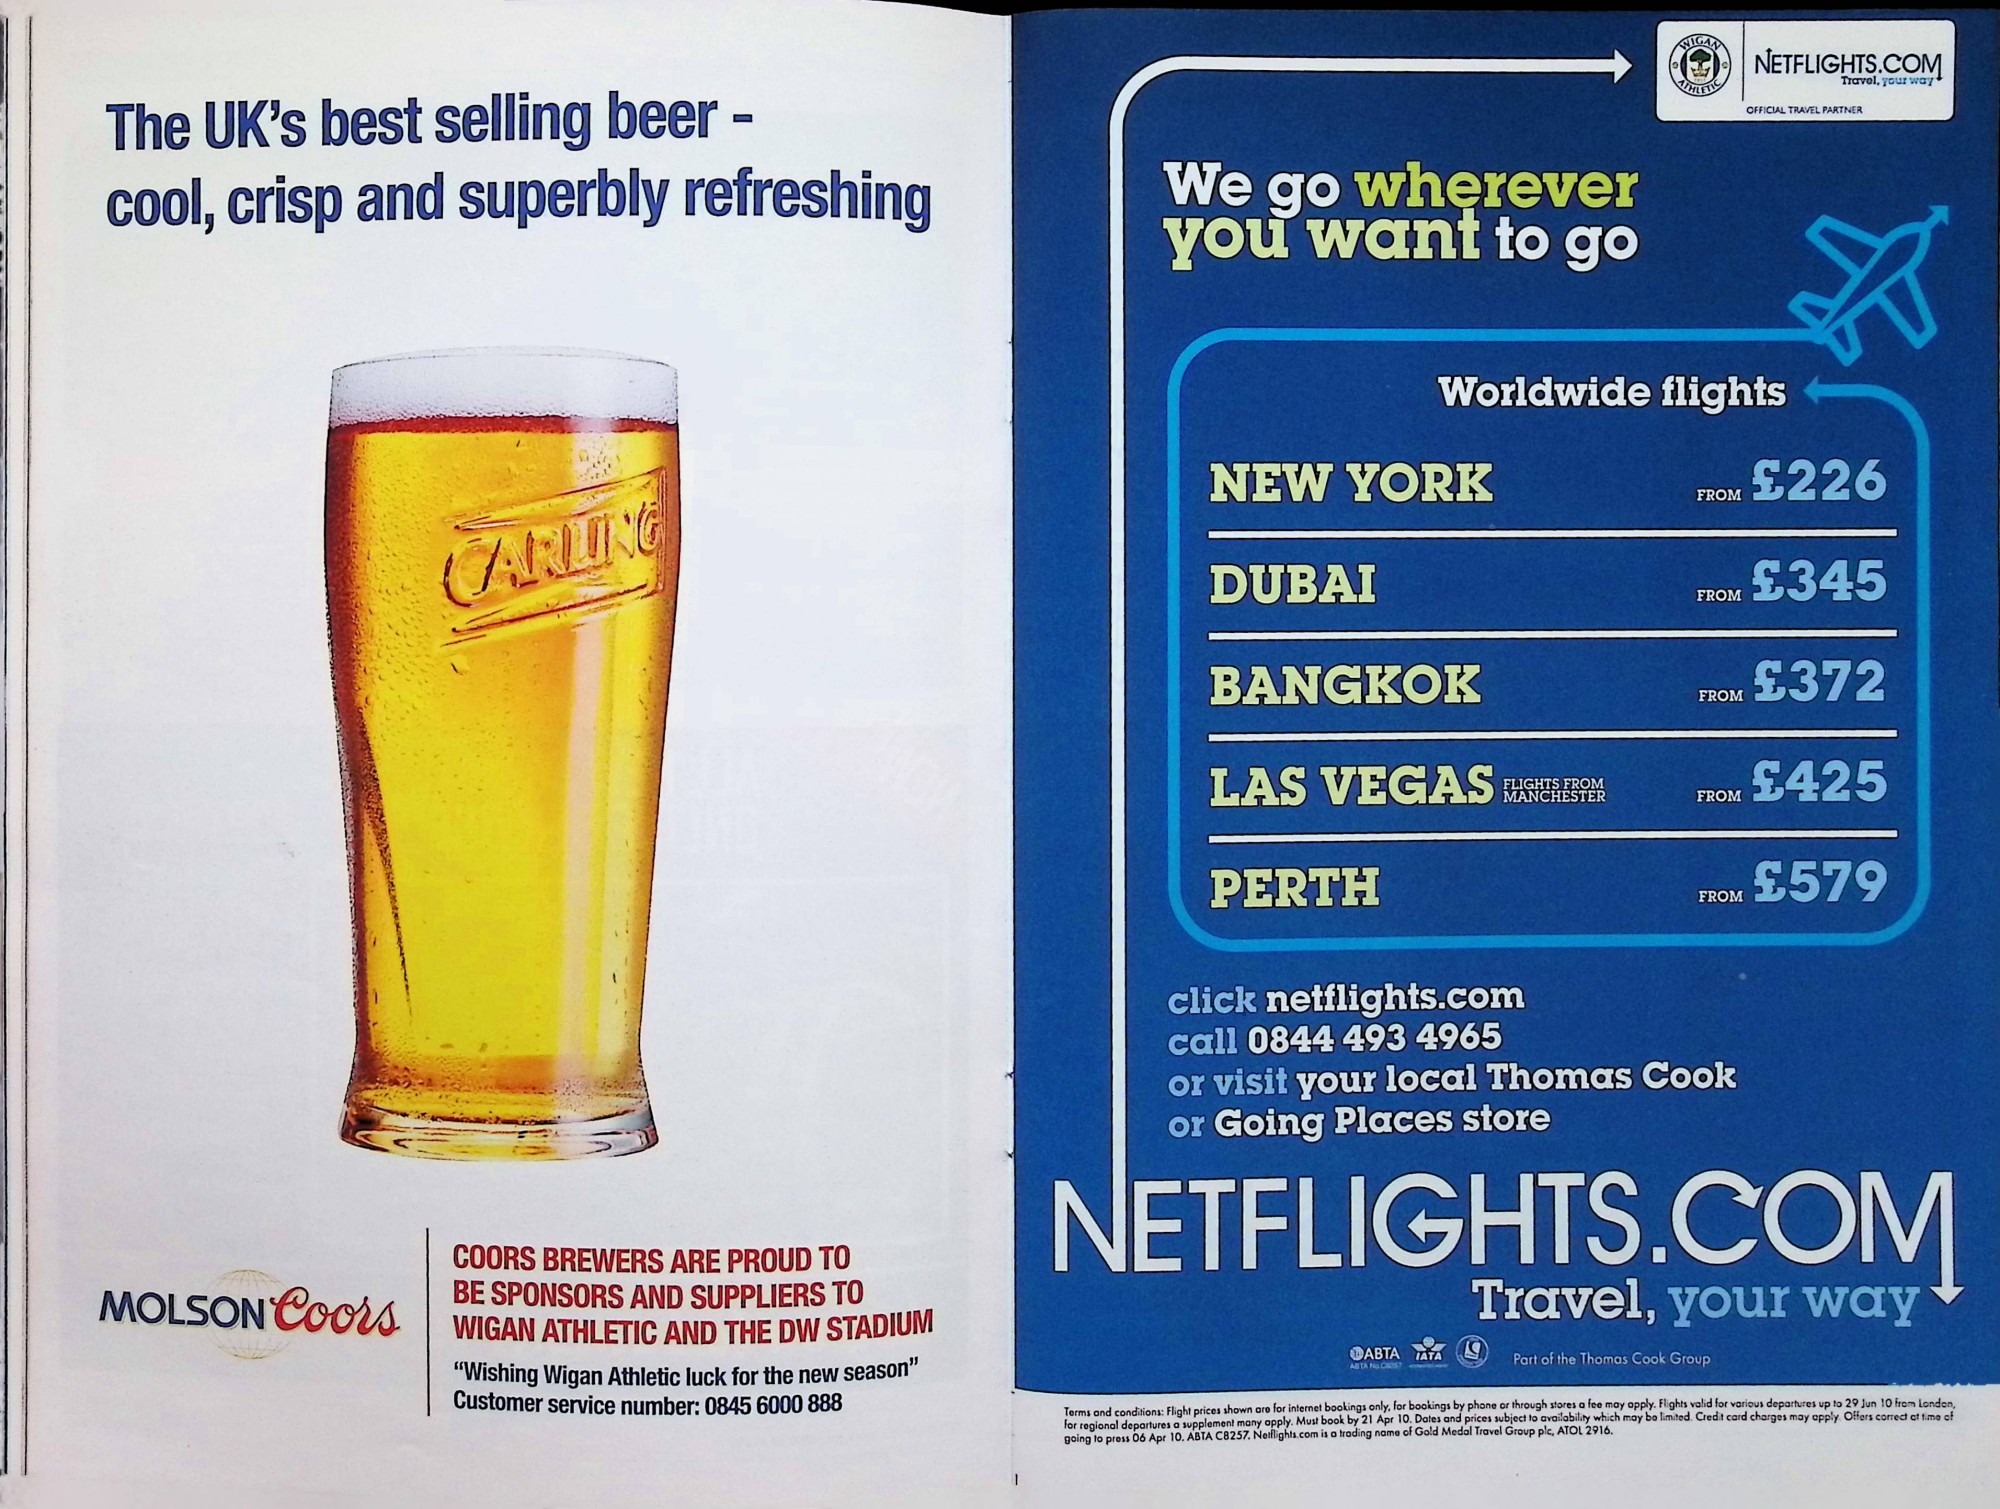 The UK's best selling beer -
cool, crisp and superbly refreshing
CARLING
MOLSON Coors
COORS BREWERS ARE PROUD TO
BE SPONSORS AND SUPPLIERS TO
WIGAN ATHLETIC AND THE DW STADIUM
"Wishing Wigan Athletic luck for the new season"
Customer service number: 0845 6000 888
WIGAN
ATHLETIC
NETFLIGHTS.COM
Travel, your way
OFFICIAL TRAVEL PARTNER
We go wherever
you want to go
Worldwide flights
NEW YORK FROM £226
DUBAI FROM £345
BANGKOK FROM £372
LAS VEGAS FLIGHTS FROM MANCHESTER FROM £425
PERTH FROM £579
click netflights.com
call 0844 493 4965
or visit your local Thomas Cook
or Going Places store
NETFLIGHTS.COM
Travel, your way
ABTA
ABTA No.C8257
IATA
Part of the Thomas Cook Group
Terms and conditions: Flight prices shown are for internet bookings only, for bookings by phone or through stores a fee may apply. Flights valid for various departures up to 29 Jun 10 from London,
for regional departures a supplement many apply. Must book by 21 Apr 10. Dates and prices subject to availability which may be limited. Credit card charges may apply. Offers correct at time of
going to press 06 Apr 10. ABTA C8257. Netflights.com is a trading name of Gold Medal Travel Group plc, ATOL 2916.